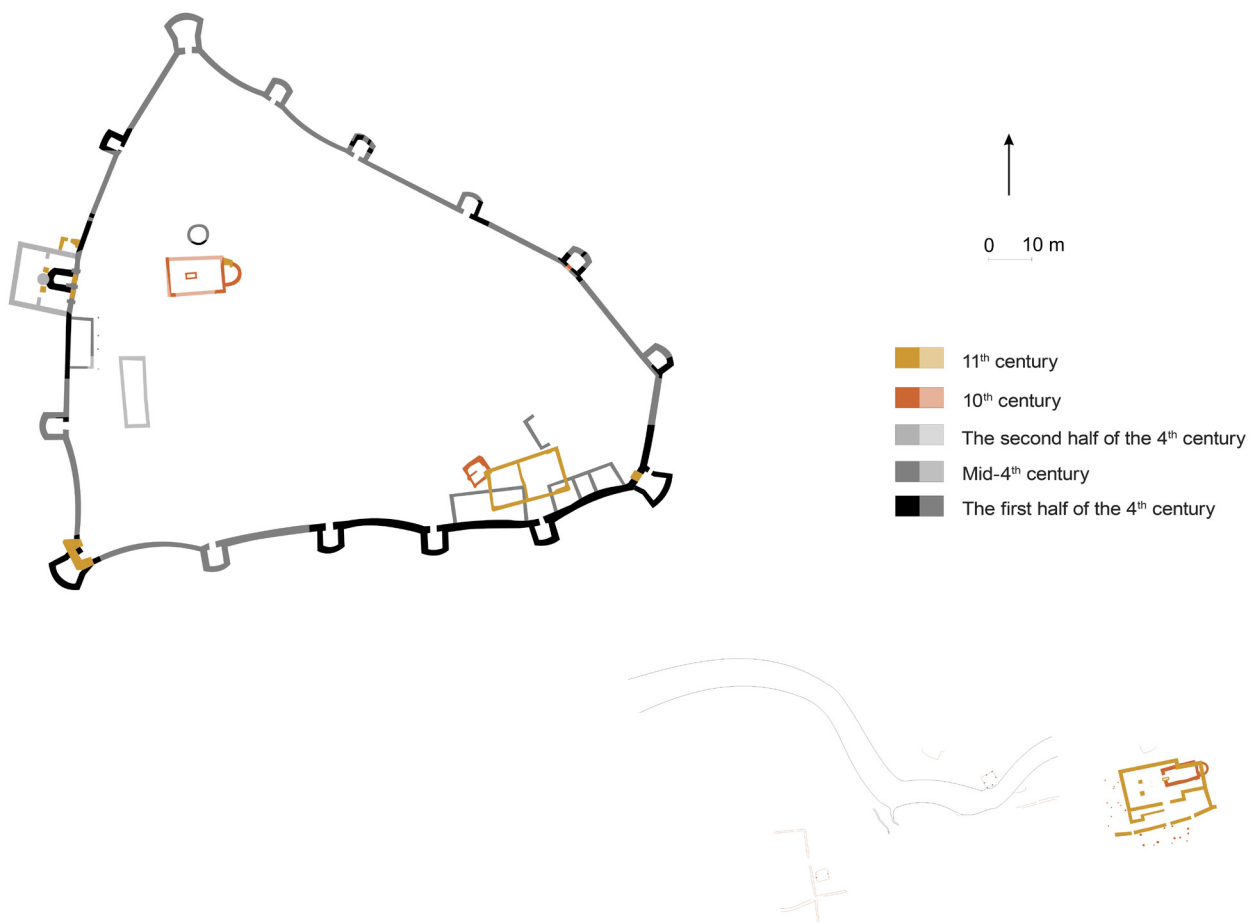 0 10 m
11th century
10th century
The second half of the 4th century
Mid-4th century
The first half of the 4th century